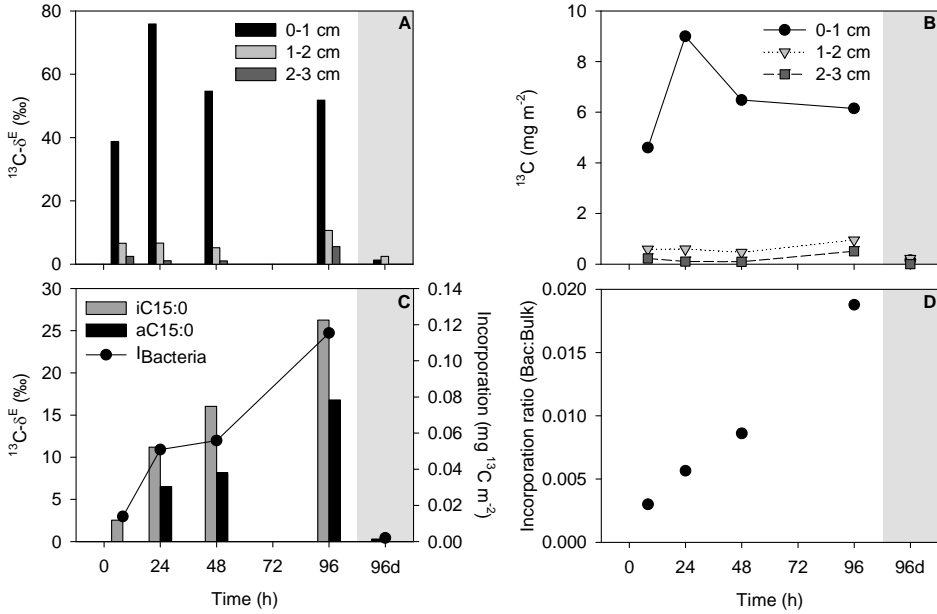 A
0-1 cm
1-2 cm
2-3 cm
¹³C-δᴱ (‰)
80
60
40
20
0
B
0-1 cm
1-2 cm
2-3 cm
¹³C (mg m⁻²)
10
8
6
4
2
0
C
iC15:0
aC15:0
I_Bacteria
¹³C-δᴱ (‰)
30
25
20
15
10
5
0
0.14
0.12
0.10
0.08
0.06
0.04
0.02
0.00
Incorporation (mg ¹³C m⁻²)
0 24 48 72 96 96d
Time (h)
D
Incorporation ratio (Bac:Bulk)
0.020
0.015
0.010
0.005
0.000
0 24 48 72 96 96d
Time (h)